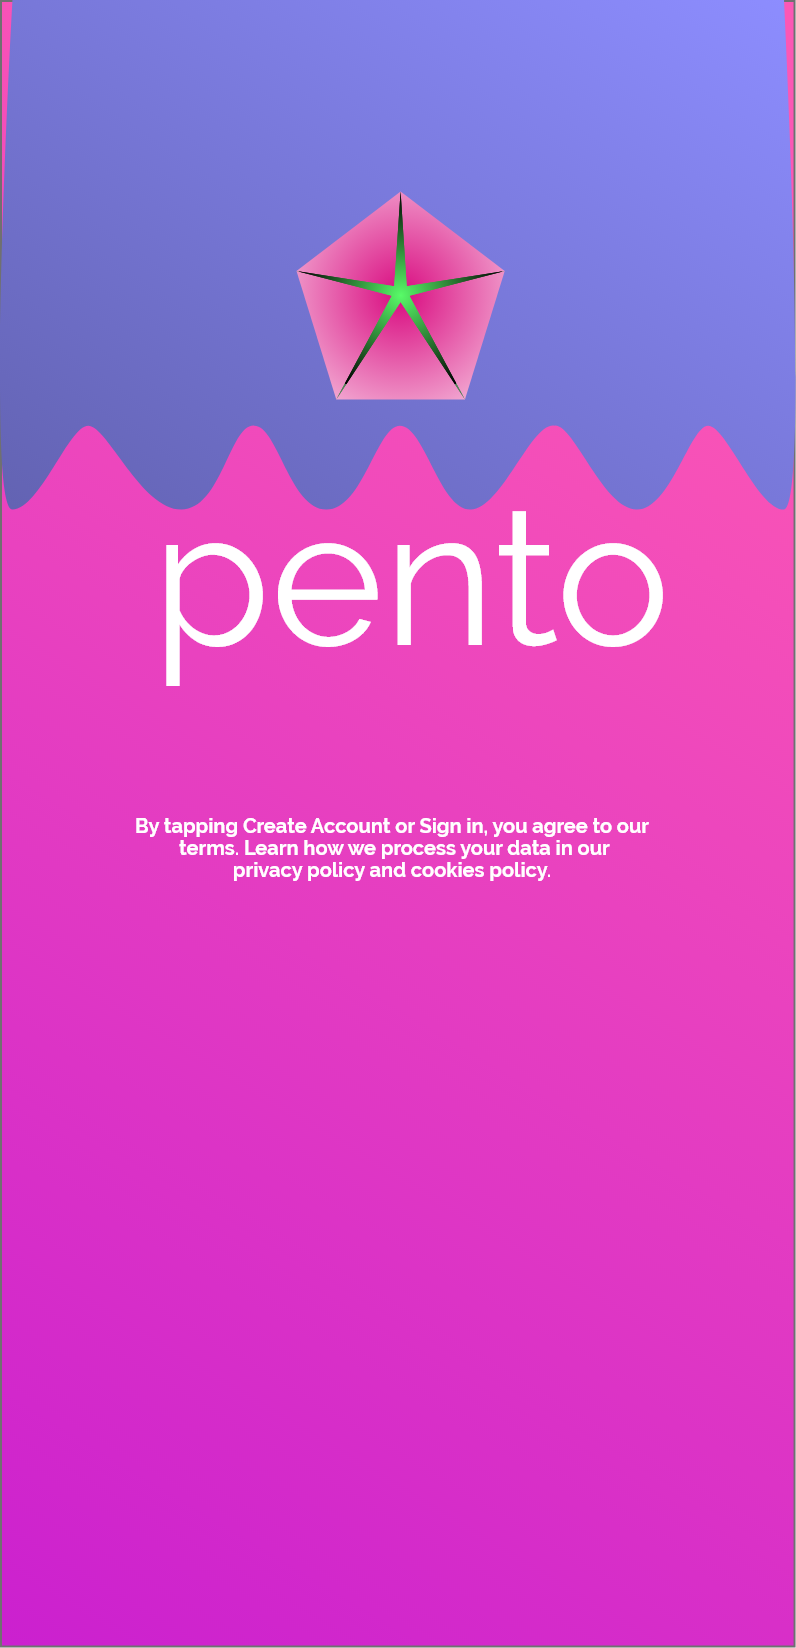 pento
By tapping Create Account or Sign in, you agree to our
terms. Learn how we process your data in our
privacy policy and cookies policy.